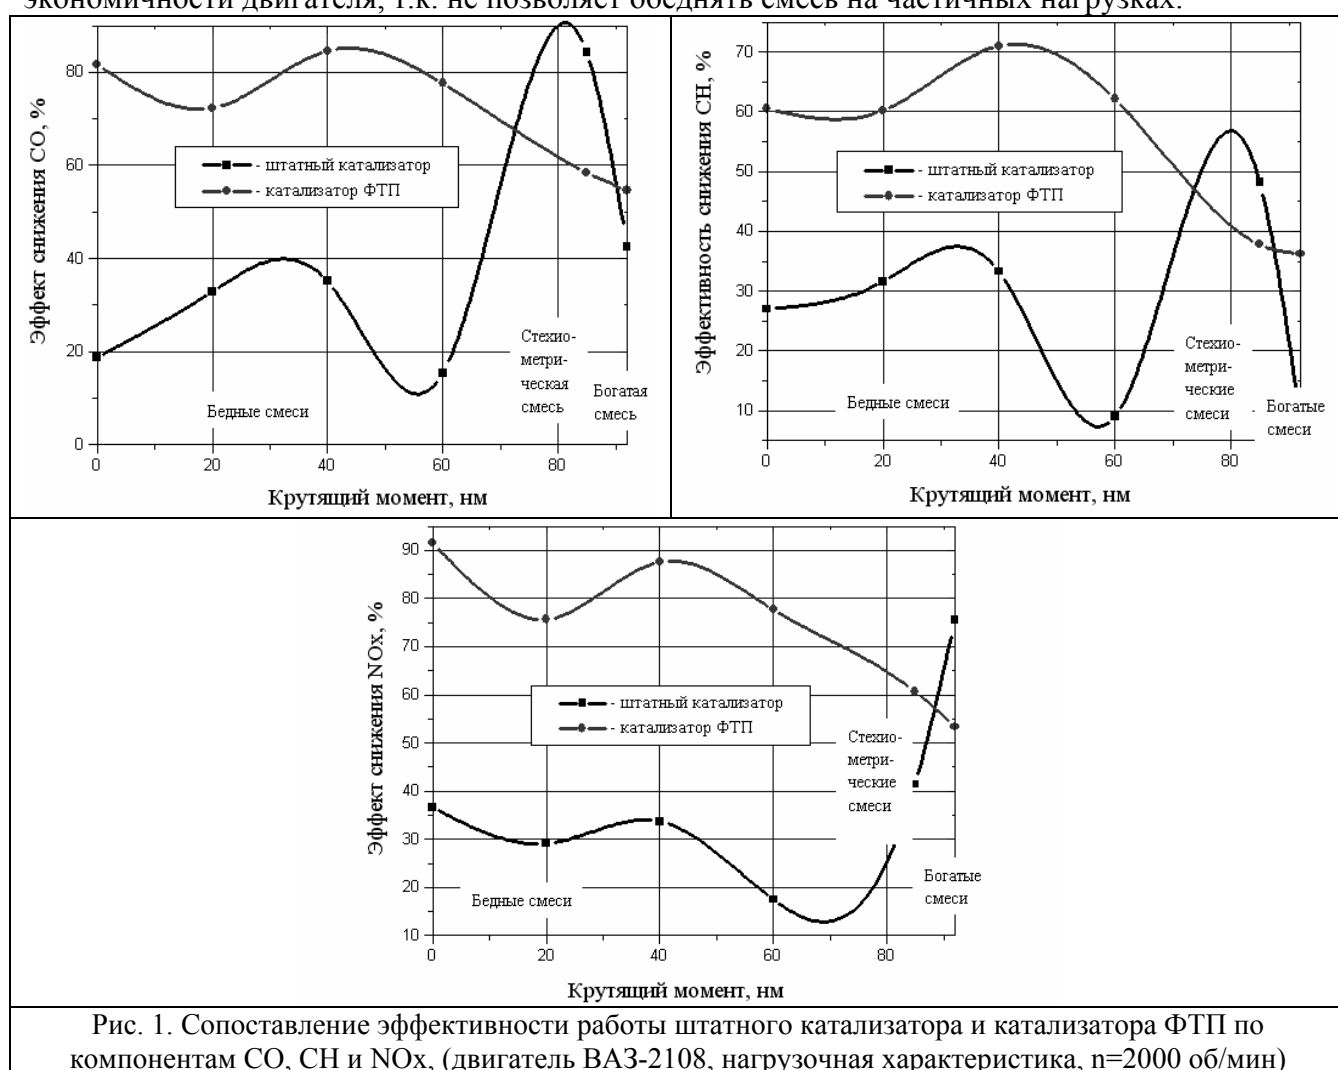 экономичности двигателя, т.к. не позволяет обеднять смесь на частичных нагрузках.
Эффект снижения CO, %
80
60
40
20
0
- штатный катализатор
- катализатор ФТП
Стехио-
метри-
ческая
смесь
Богатая
смесь
Бедные смеси
0 20 40 60 80
Крутящий момент, нм
Эффективность снижения CH, %
70
60
50
40
30
20
10
- штатный катализатор
- катализатор ФТП
Стехио-
метри-
ческие
смеси
Богатые
смеси
Бедные смеси
0 20 40 60 80
Крутящий момент, нм
Эффект снижения NOx, %
90
80
70
60
50
40
30
20
10
- штатный катализатор
- катализатор ФТП
Стехио-
метри-
ческие
смеси
Богатые
смеси
Бедные смеси
0 20 40 60 80
Крутящий момент, нм
Рис. 1. Сопоставление эффективности работы штатного катализатора и катализатора ФТП по
компонентам CO, CH и NOx, (двигатель ВАЗ-2108, нагрузочная характеристика, n=2000 об/мин)